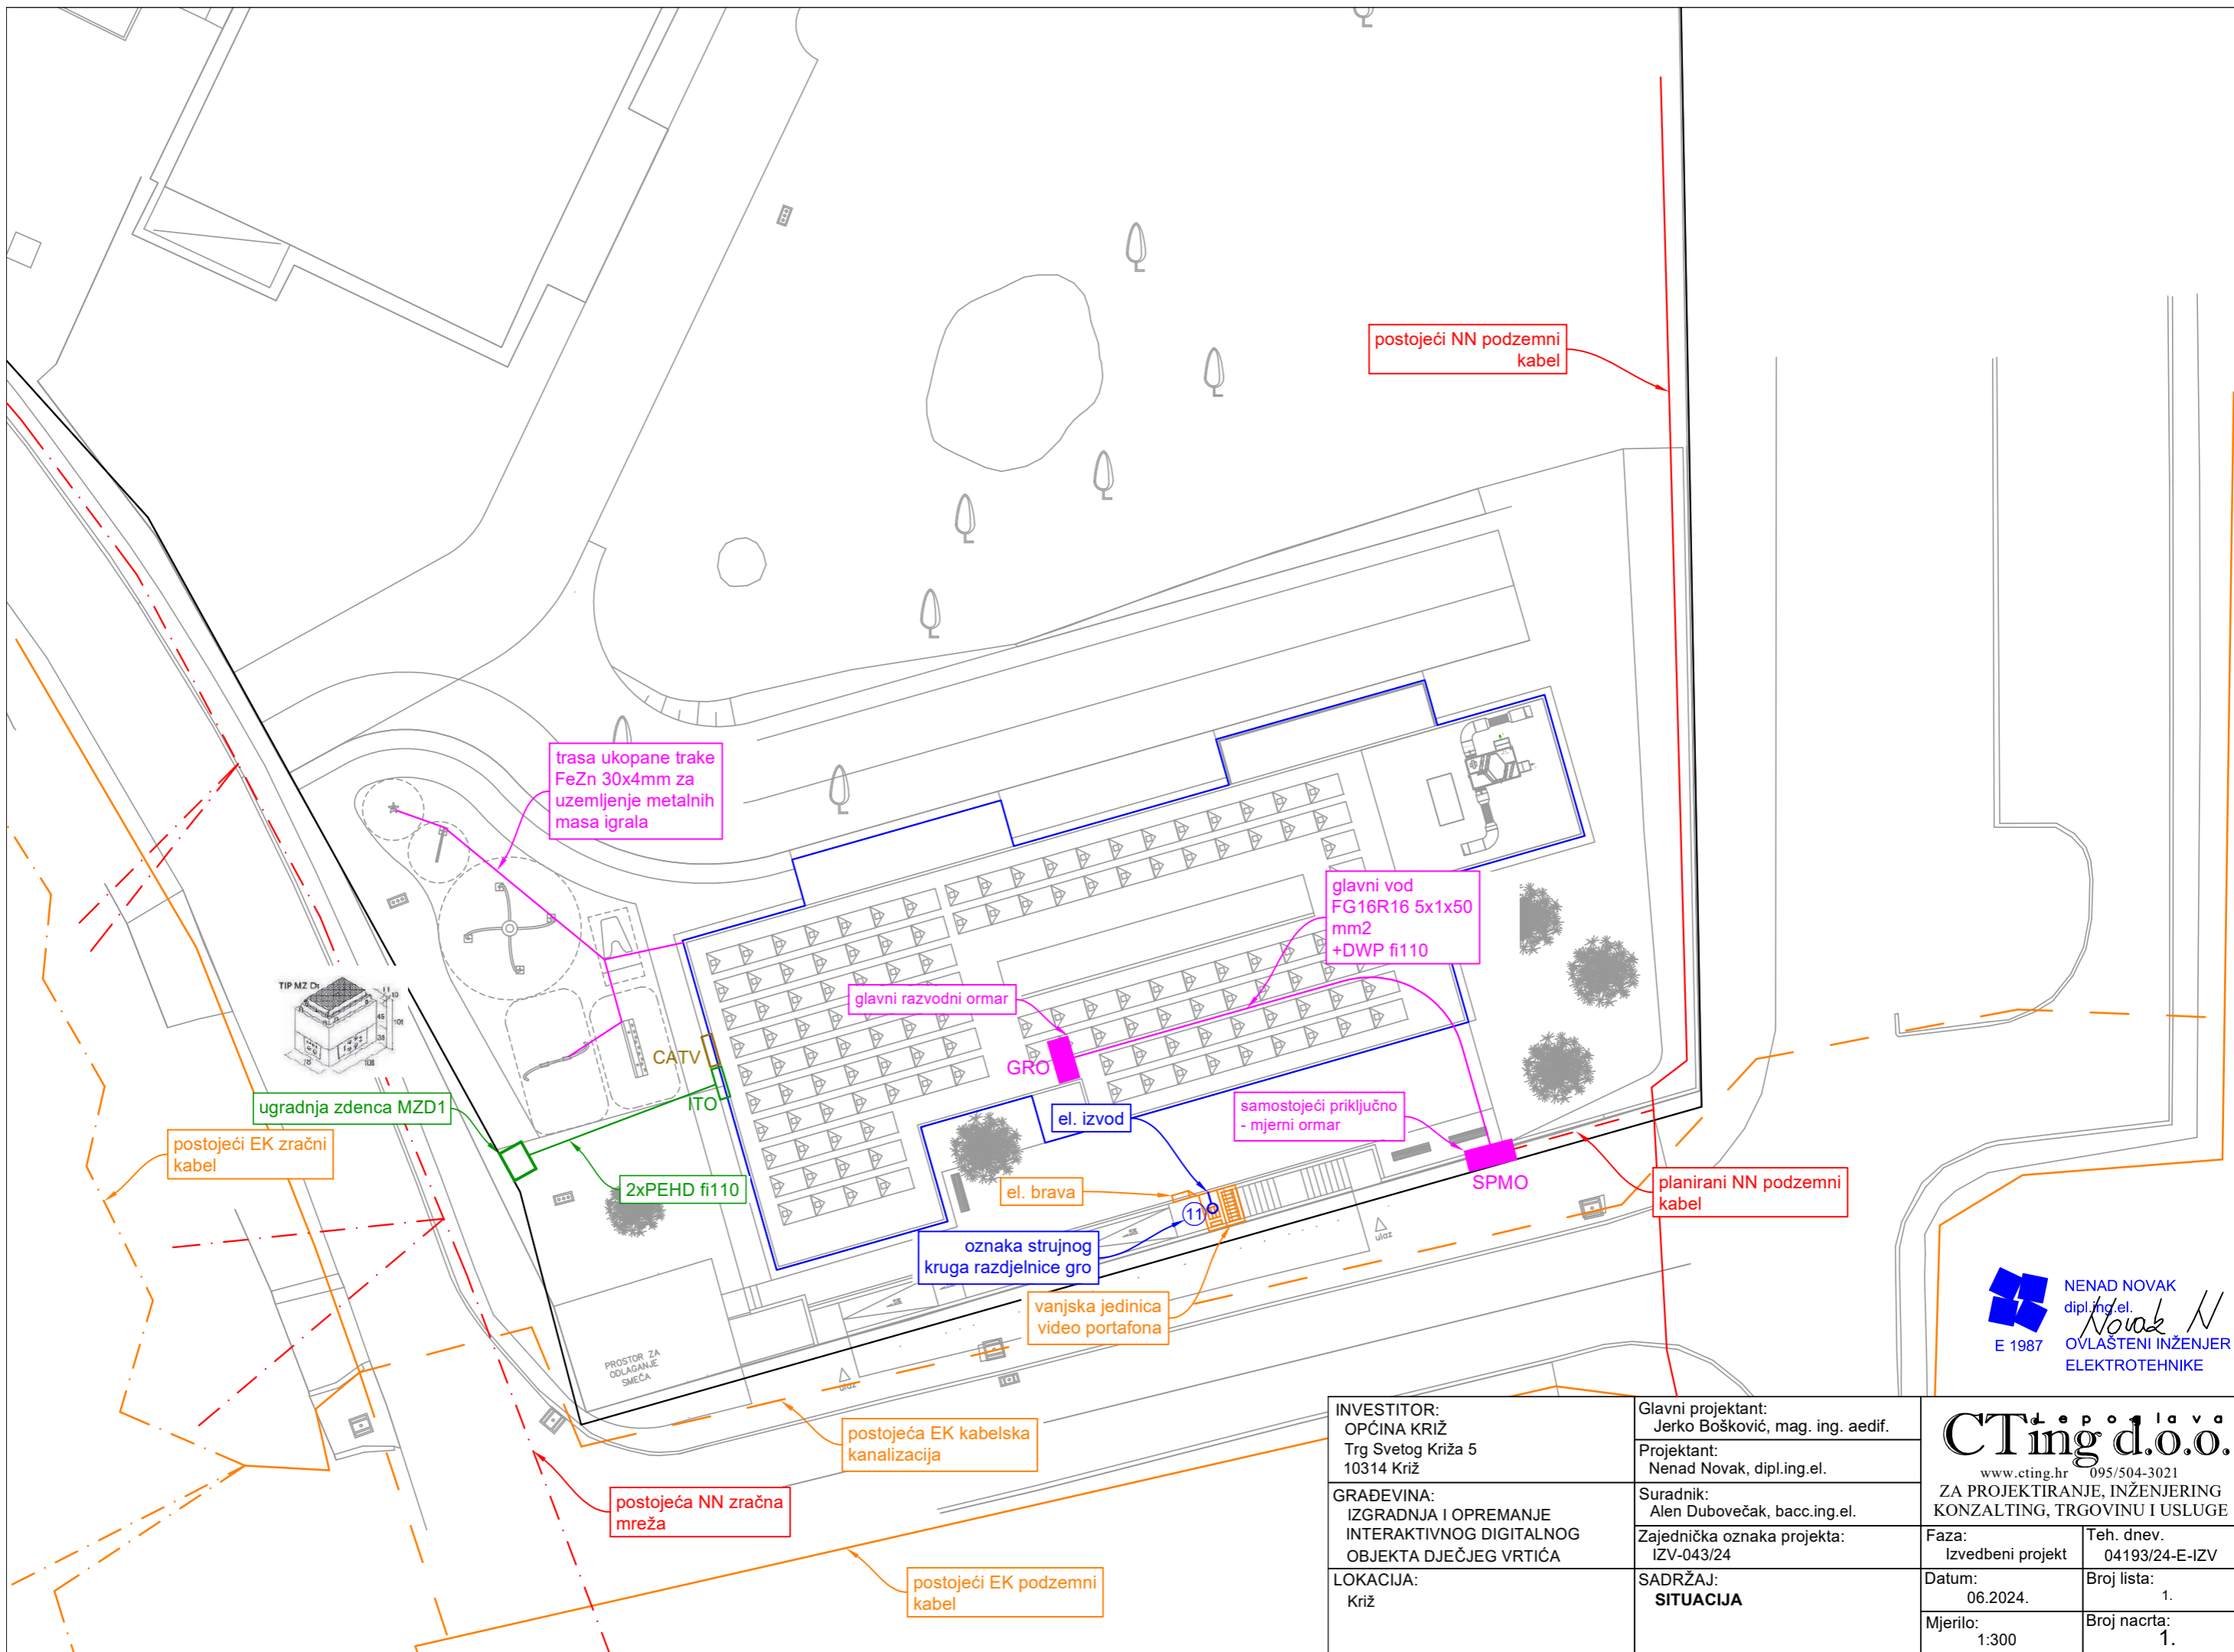 postojeći NN podzemni
kabel
trasa ukopane trake
FeZn 30x4mm za
uzemljenje metalnih
masa igrala
glavni vod
FG16R16 5x1x50
mm2
+DWP fi110
glavni razvodni ormar
TIP MZ D
CATV
GRO
ITO
ugradnja zdenca MZD1
el. izvod
samostojeći priključno
- mjerni ormar
postojeći EK zračni
kabel
2xPEHD fi110
el. brava
SPMO
planirani NN podzemni
kabel
11
ulaz
oznaka strujnog
kruga razdjelnice gro
vanjska jedinica
video portafona
PROSTOR ZA
ODLAGANJE
SMEĆA
ulaz
postojeća EK kabelska
kanalizacija
postojeća NN zračna
mreža
postojeći EK podzemni
kabel
NENAD NOVAK
dipl.ing.el.
Novak N
E 1987
OVLAŠTENI INŽENJER
ELEKTROTEHNIKE
INVESTITOR:
OPĆINA KRIŽ
Trg Svetog Križa 5
10314 Križ
GRAĐEVINA:
IZGRADNJA I OPREMANJE
INTERAKTIVNOG DIGITALNOG
OBJEKTA DJEČJEG VRTIĆA
LOKACIJA:
Križ
Glavni projektant:
Jerko Bošković, mag. ing. aedif.
Projektant:
Nenad Novak, dipl.ing.el.
Suradnik:
Alen Dubovečak, bacc.ing.el.
Zajednička oznaka projekta:
IZV-043/24
SADRŽAJ:
SITUACIJA
Lepoglava
CTing d.o.o.
www.cting.hr 095/504-3021
ZA PROJEKTIRANJE, INŽENJERING
KONZALTING, TRGOVINU I USLUGE
Faza:
Izvedbeni projekt
Teh. dnev.
04193/24-E-IZV
Datum:
06.2024.
Broj lista:
1.
Mjerilo:
1:300
Broj nacrta:
1.